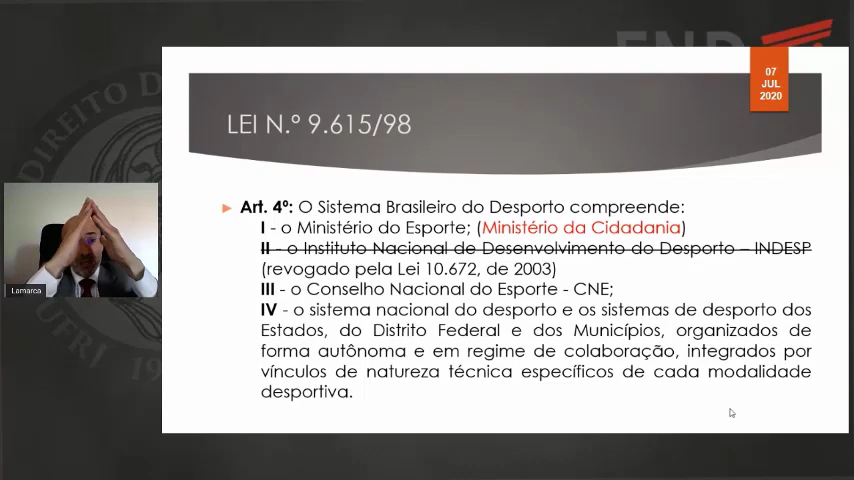 FND
07
JUL
2020
LEI N.º 9.615/98
Art. 4º: O Sistema Brasileiro do Desporto compreende:
I - o Ministério do Esporte; (Ministério da Cidadania)
II - o Instituto Nacional de Desenvolvimento do Desporto – INDESP
(revogado pela Lei 10.672, de 2003)
III - o Conselho Nacional do Esporte - CNE;
IV - o sistema nacional do desporto e os sistemas de desporto dos
Estados, do Distrito Federal e dos Municípios, organizados de
forma autônoma e em regime de colaboração, integrados por
vínculos de natureza técnica específicos de cada modalidade
desportiva.
Lamarca
DIREITO D
UFRJ
19